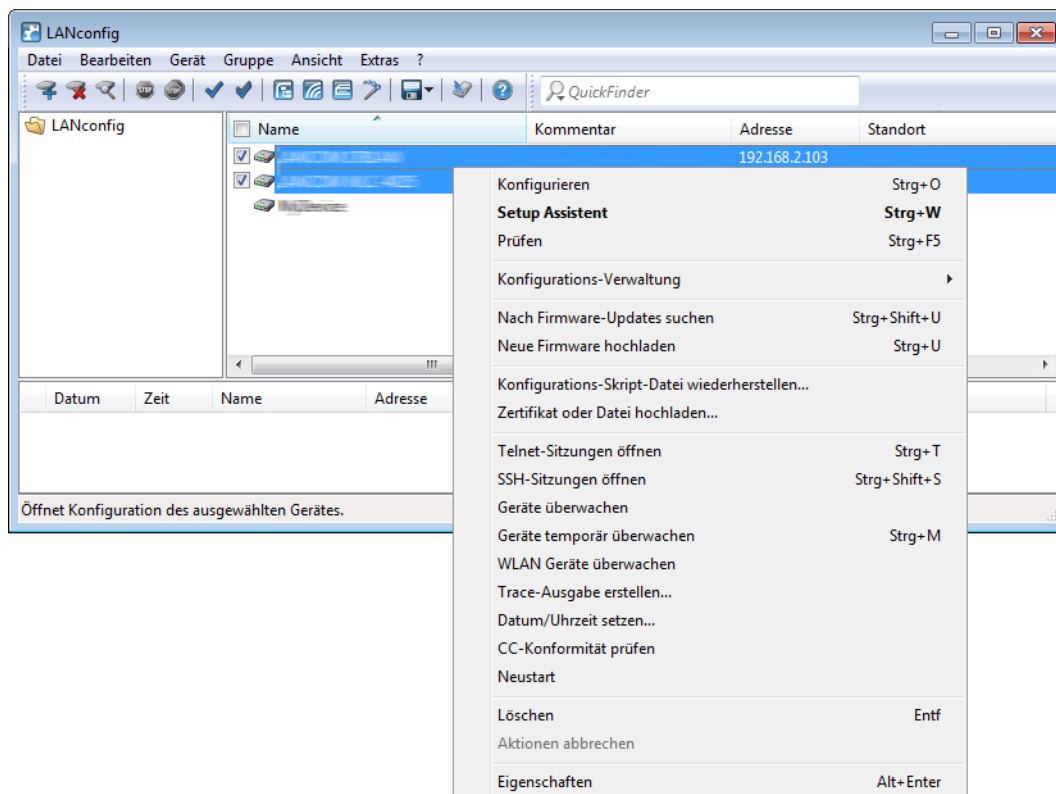 LANconfig
Datei Bearbeiten Gerät Gruppe Ansicht Extras ?
QuickFinder
LANconfig
Name Kommentar Adresse Standort
192.168.2.103
Konfigurieren Strg+O
Setup Assistent Strg+W
Prüfen Strg+F5
Konfigurations-Verwaltung
Nach Firmware-Updates suchen Strg+Shift+U
Neue Firmware hochladen Strg+U
Konfigurations-Skript-Datei wiederherstellen...
Zertifikat oder Datei hochladen...
Telnet-Sitzungen öffnen Strg+T
SSH-Sitzungen öffnen Strg+Shift+S
Geräte überwachen
Geräte temporär überwachen Strg+M
WLAN Geräte überwachen
Trace-Ausgabe erstellen...
Datum/Uhrzeit setzen...
CC-Konformität prüfen
Neustart
Löschen Entf
Aktionen abbrechen
Eigenschaften Alt+Enter
Datum Zeit Name Adresse
Öffnet Konfiguration des ausgewählten Gerätes.